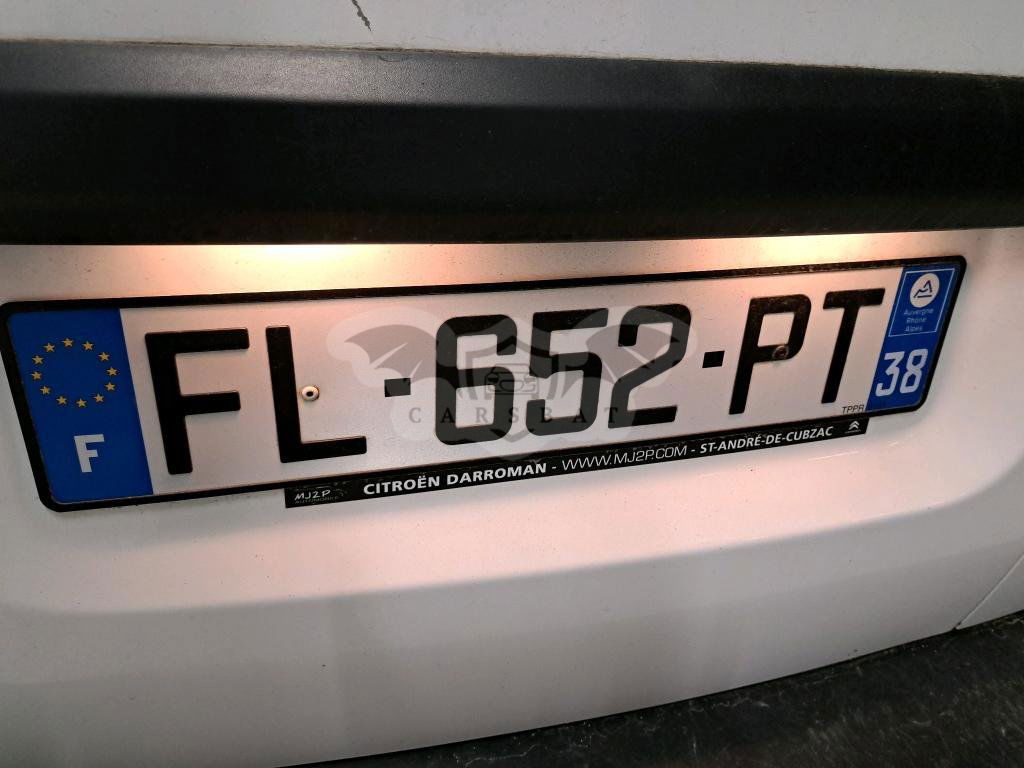 F
FL-652-PT
Auvergne
Rhône
Alpes
38
CARSBAT
TPPR
MJ2P
CITROËN DARROMAN - WWW.MJ2P.COM - ST-ANDRÉ-DE-CUBZAC